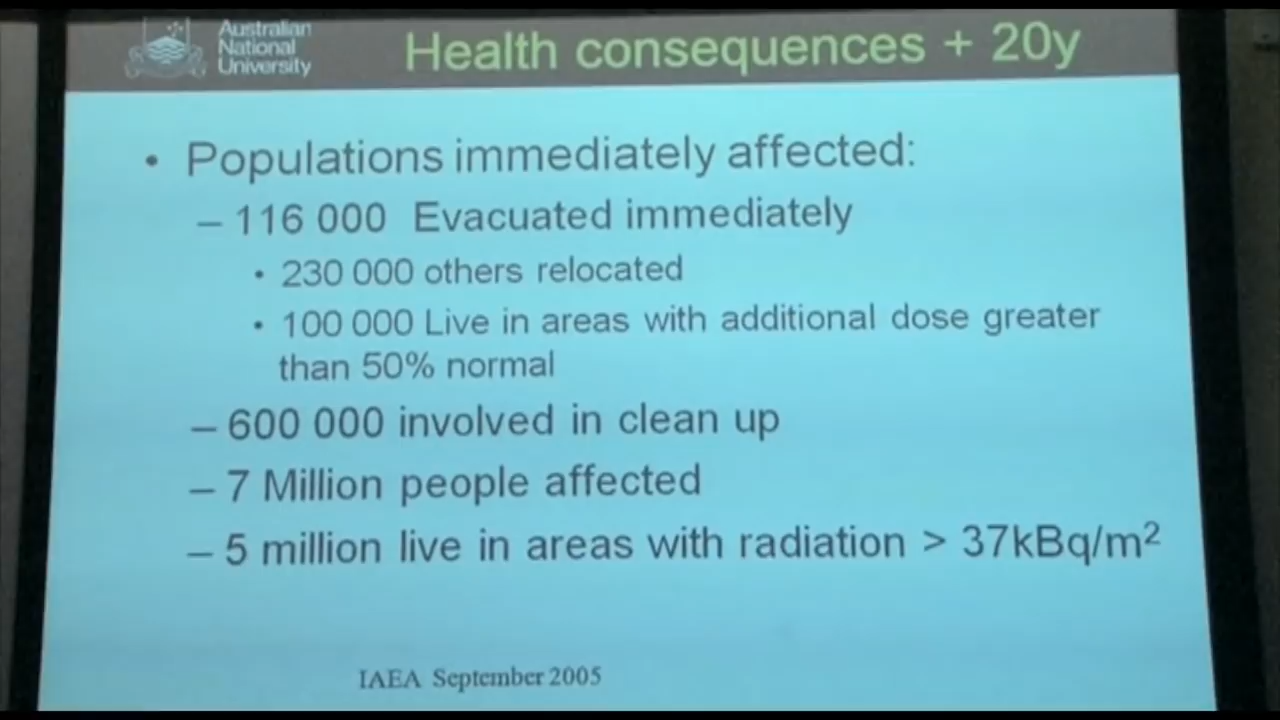 Australian
National
University
Health consequences + 20y
• Populations immediately affected:
– 116 000 Evacuated immediately
• 230 000 others relocated
• 100 000 Live in areas with additional dose greater
than 50% normal
– 600 000 involved in clean up
– 7 Million people affected
– 5 million live in areas with radiation > 37kBq/m²
IAEA September 2005